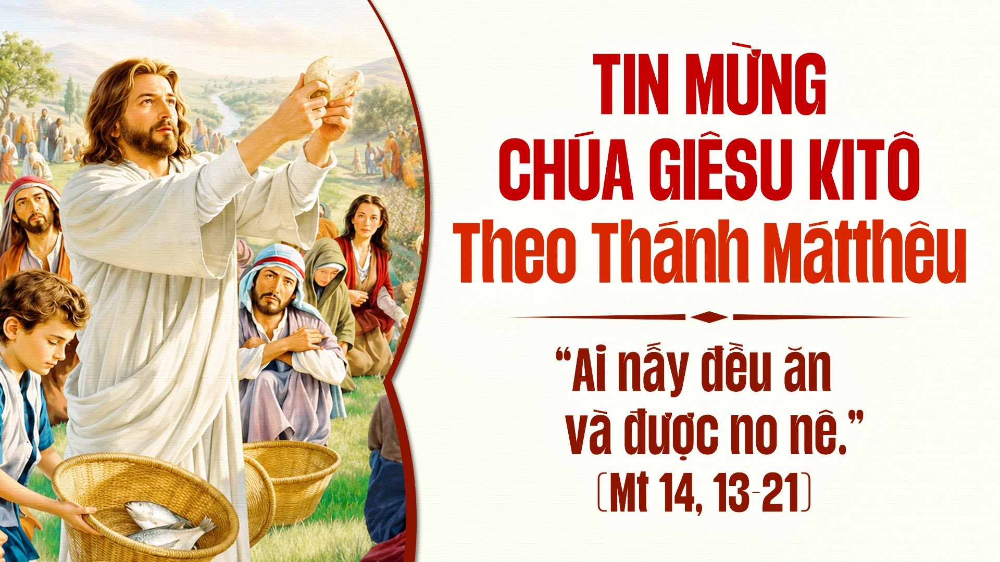 TIN MỪNG
CHÚA GIÊSU KITÔ
Theo Thánh Mátthêu
“Ai nấy đều ăn
và được no nê.”
(Mt 14, 13-21)